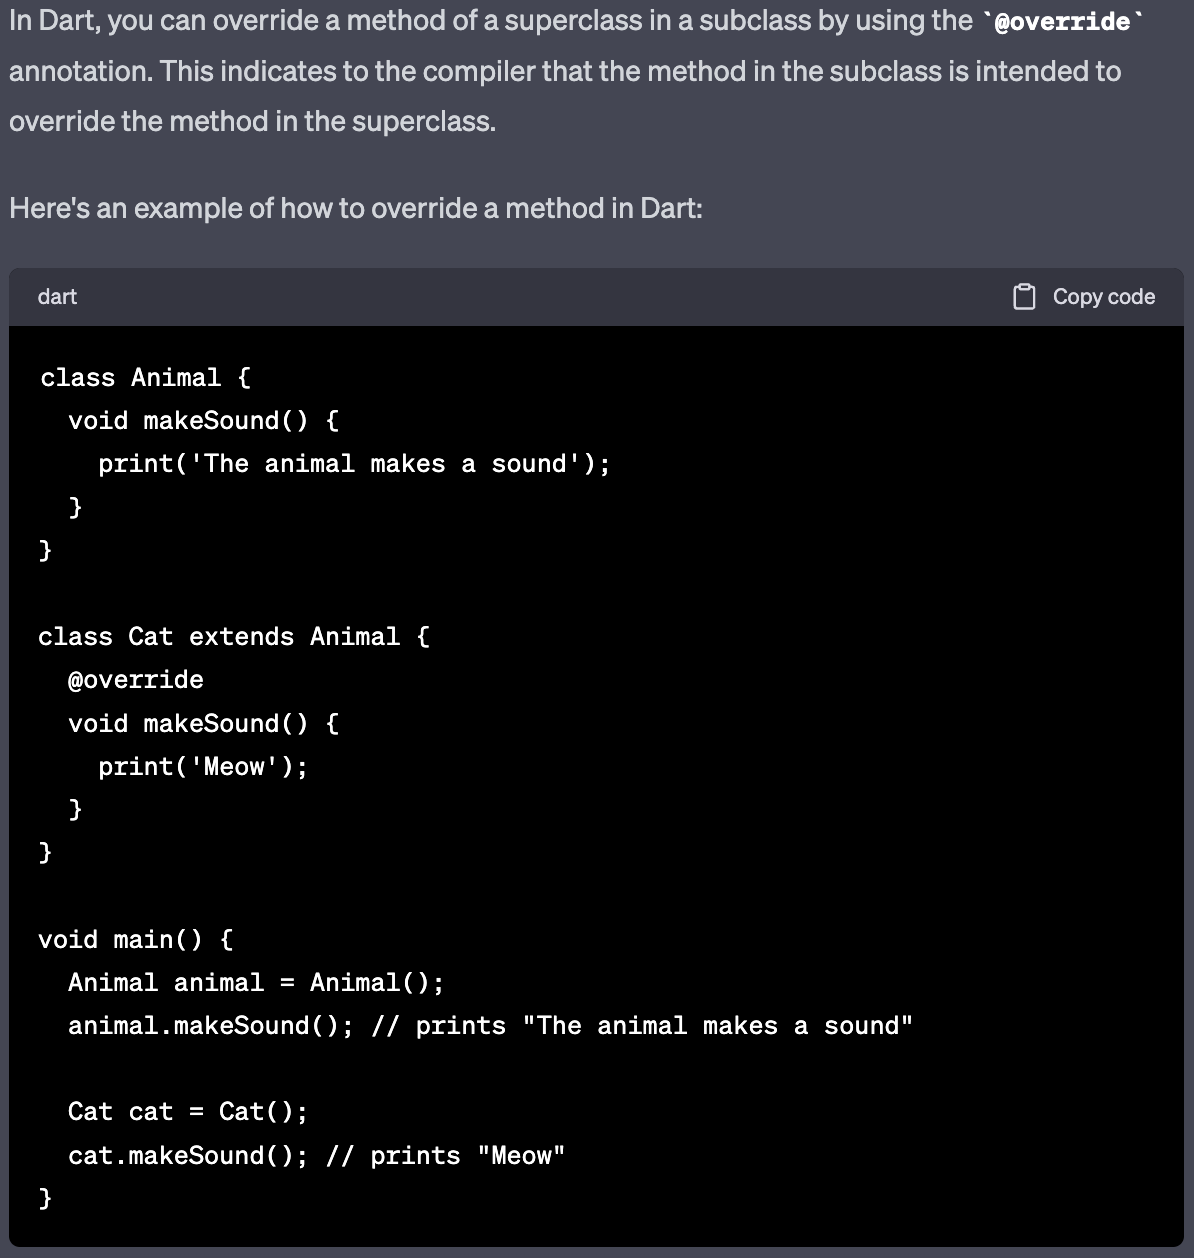 In Dart, you can override a method of a superclass in a subclass by using the `@override`
annotation. This indicates to the compiler that the method in the subclass is intended to
override the method in the superclass.
Here's an example of how to override a method in Dart:
dart
Copy code
class Animal {
  void makeSound() {
    print('The animal makes a sound');
  }
}
class Cat extends Animal {
  @override
  void makeSound() {
    print('Meow');
  }
}
void main() {
  Animal animal = Animal();
  animal.makeSound(); // prints "The animal makes a sound"
  Cat cat = Cat();
  cat.makeSound(); // prints "Meow"
}